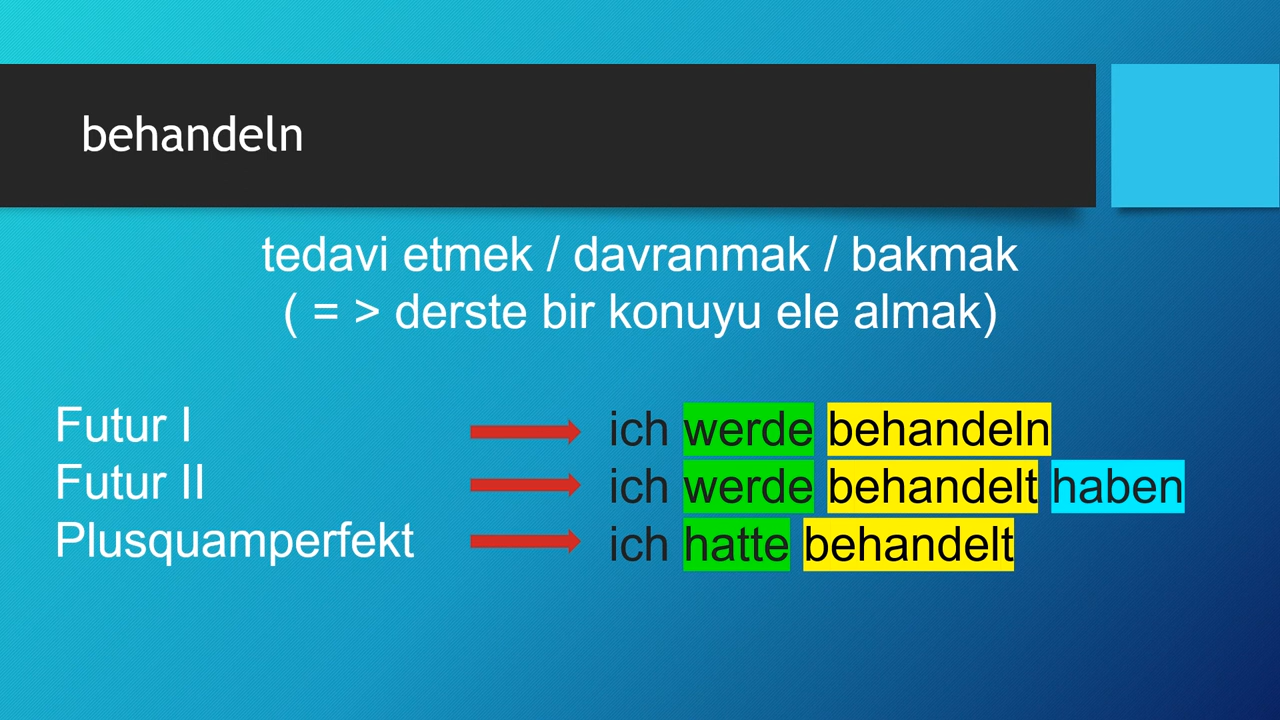 behandeln
tedavi etmek / davranmak / bakmak
( = > derste bir konuyu ele almak)
Futur I ich werde behandeln
Futur II ich werde behandelt haben
Plusquamperfekt ich hatte behandelt